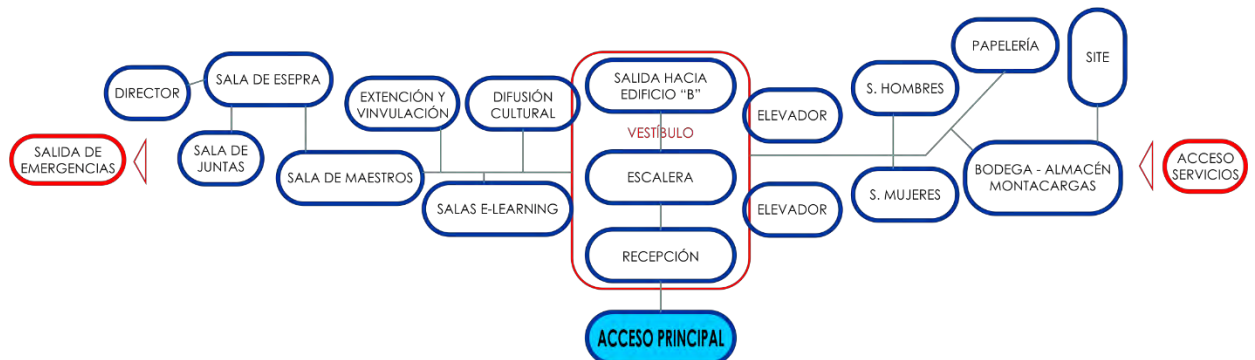 PAPELERÍA
SITE
SALA DE ESEPRA
SALIDA HACIA
EDIFICIO “B”
DIRECTOR
S. HOMBRES
EXTENCIÓN Y
VINVULACIÓN
DIFUSIÓN
CULTURAL
ELEVADOR
VESTÍBULO
SALIDA DE
EMERGENCIAS
SALA DE
JUNTAS
SALA DE MAESTROS
ESCALERA
BODEGA - ALMACÉN
MONTACARGAS
ACCESO
SERVICIOS
S. MUJERES
SALAS E-LEARNING
ELEVADOR
RECEPCIÓN
ACCESO PRINCIPAL